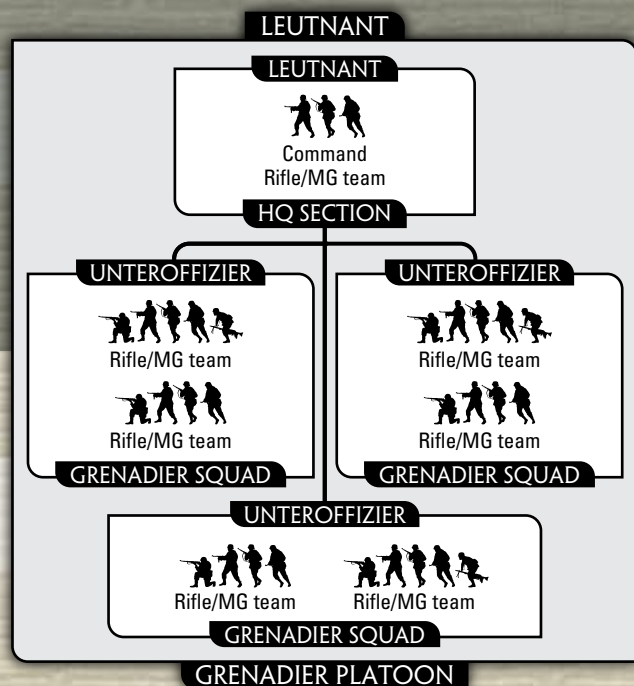 LEUTNANT
LEUTNANT
Command
Rifle/MG team
HQ SECTION
UNTEROFFIZIER
Rifle/MG team
Rifle/MG team
GRENADIER SQUAD
UNTEROFFIZIER
Rifle/MG team
Rifle/MG team
GRENADIER SQUAD
UNTEROFFIZIER
Rifle/MG team
Rifle/MG team
GRENADIER SQUAD
GRENADIER PLATOON